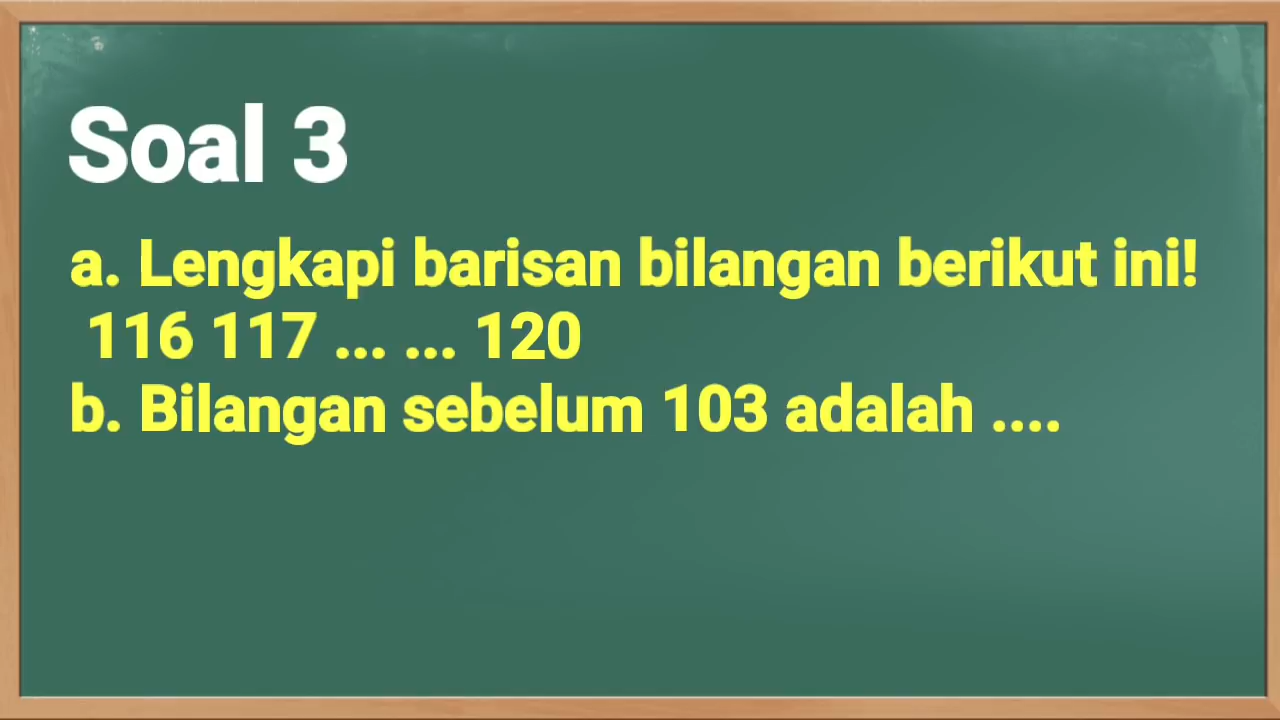 Soal 3
a. Lengkapi barisan bilangan berikut ini!
116 117 ... ... 120
b. Bilangan sebelum 103 adalah ....